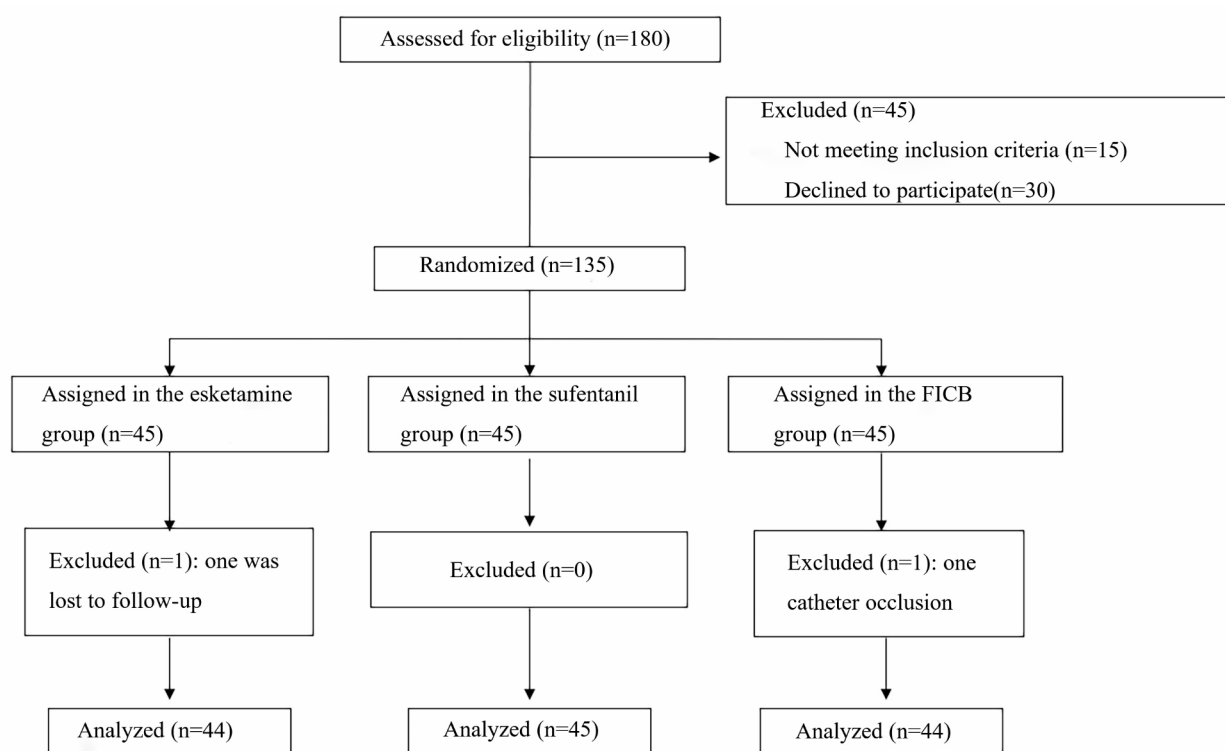 Assessed for eligibility (n=180)
Excluded (n=45)
Not meeting inclusion criteria (n=15)
Declined to participate(n=30)
Randomized (n=135)
Assigned in the esketamine
group (n=45)
Assigned in the sufentanil
group (n=45)
Assigned in the FICB
group (n=45)
Excluded (n=1): one was
lost to follow-up
Excluded (n=0)
Excluded (n=1): one
catheter occlusion
Analyzed (n=44)
Analyzed (n=45)
Analyzed (n=44)